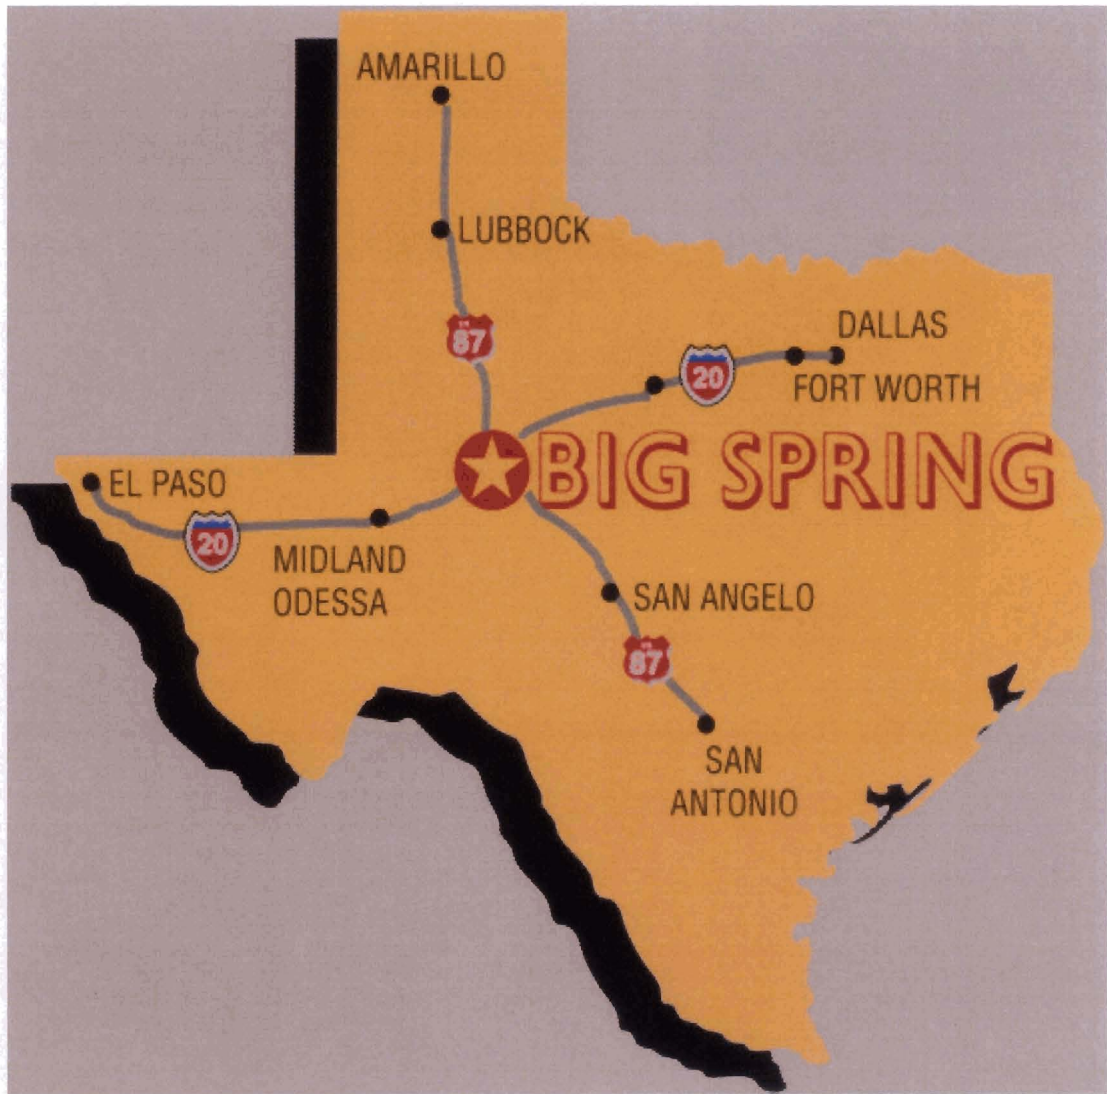 AMARILLO
LUBBOCK
87
DALLAS
20
FORT WORTH
BIG SPRING
EL PASO
20
MIDLAND
ODESSA
SAN ANGELO
87
SAN
ANTONIO